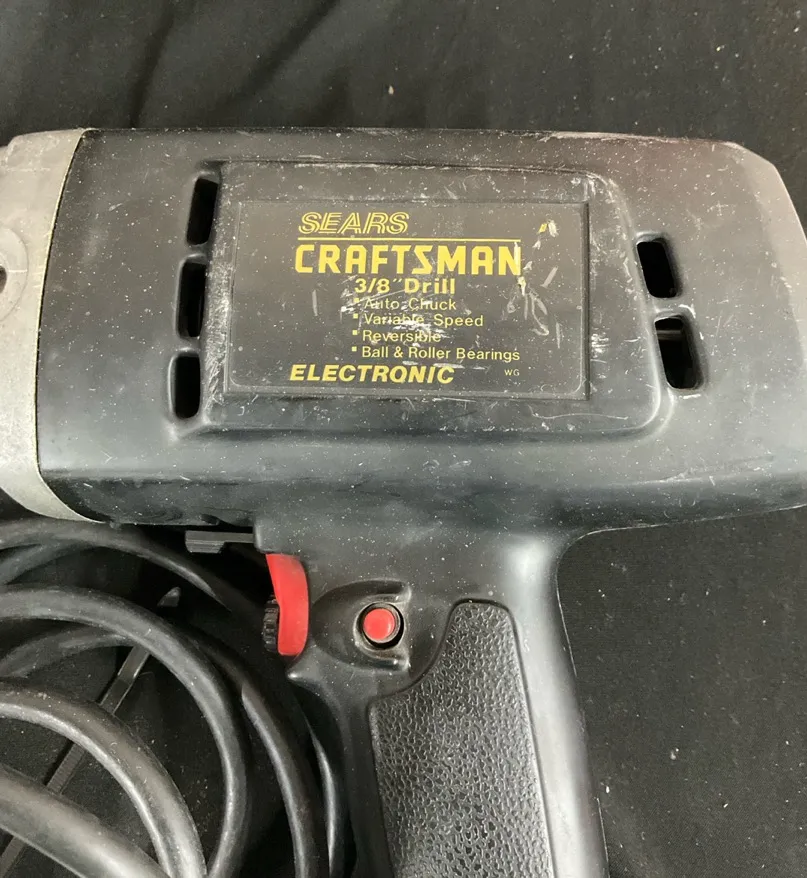 SEARS
CRAFTSMAN
3/8" Drill
▪ Auto Chuck
▪ Variable Speed
▪ Reversible
▪ Ball & Roller Bearings
ELECTRONIC WG